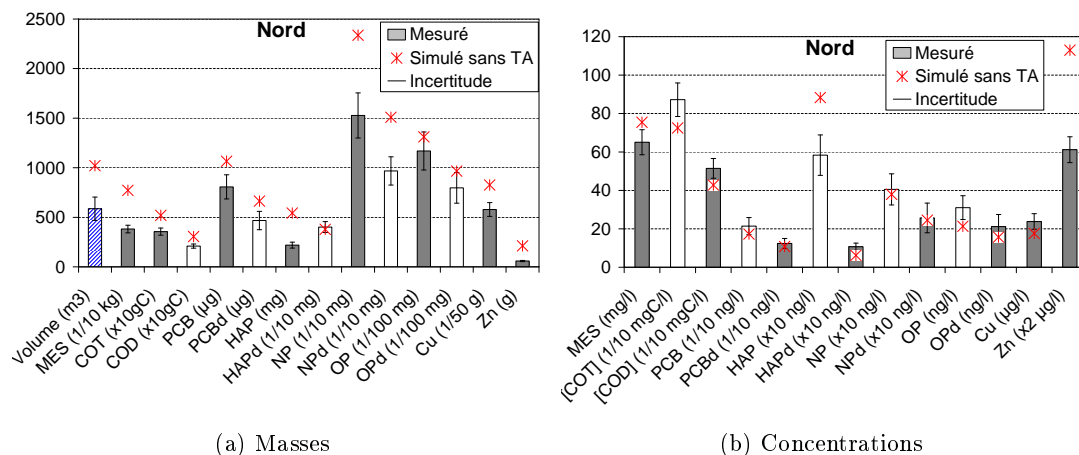 Nord
Mesuré
Simulé sans TA
Incertitude
2500
2000
1500
1000
500
0
Volume (m3)
MES (1/10 kg)
COT (x10gC)
COD (x10gC)
PCB (µg)
PCBd (µg)
HAP (mg)
HAPd (1/10 mg)
NP (1/10 mg)
NPd (1/10 mg)
OP (1/100 mg)
OPd (1/100 mg)
Cu (1/50 g)
Zn (g)
(a) Masses
Nord
Mesuré
Simulé sans TA
Incertitude
120
100
80
60
40
20
0
MES (mg/l)
[COT] (1/10 mgC/l)
[COD] (1/10 mgC/l)
PCB (1/10 ng/l)
PCBd (1/10 ng/l)
HAP (x10 ng/l)
HAPd (x10 ng/l)
NP (x10 ng/l)
NPd (x10 ng/l)
OP (ng/l)
OPd (ng/l)
Cu (µg/l)
Zn (x2 µg/l)
(b) Concentrations